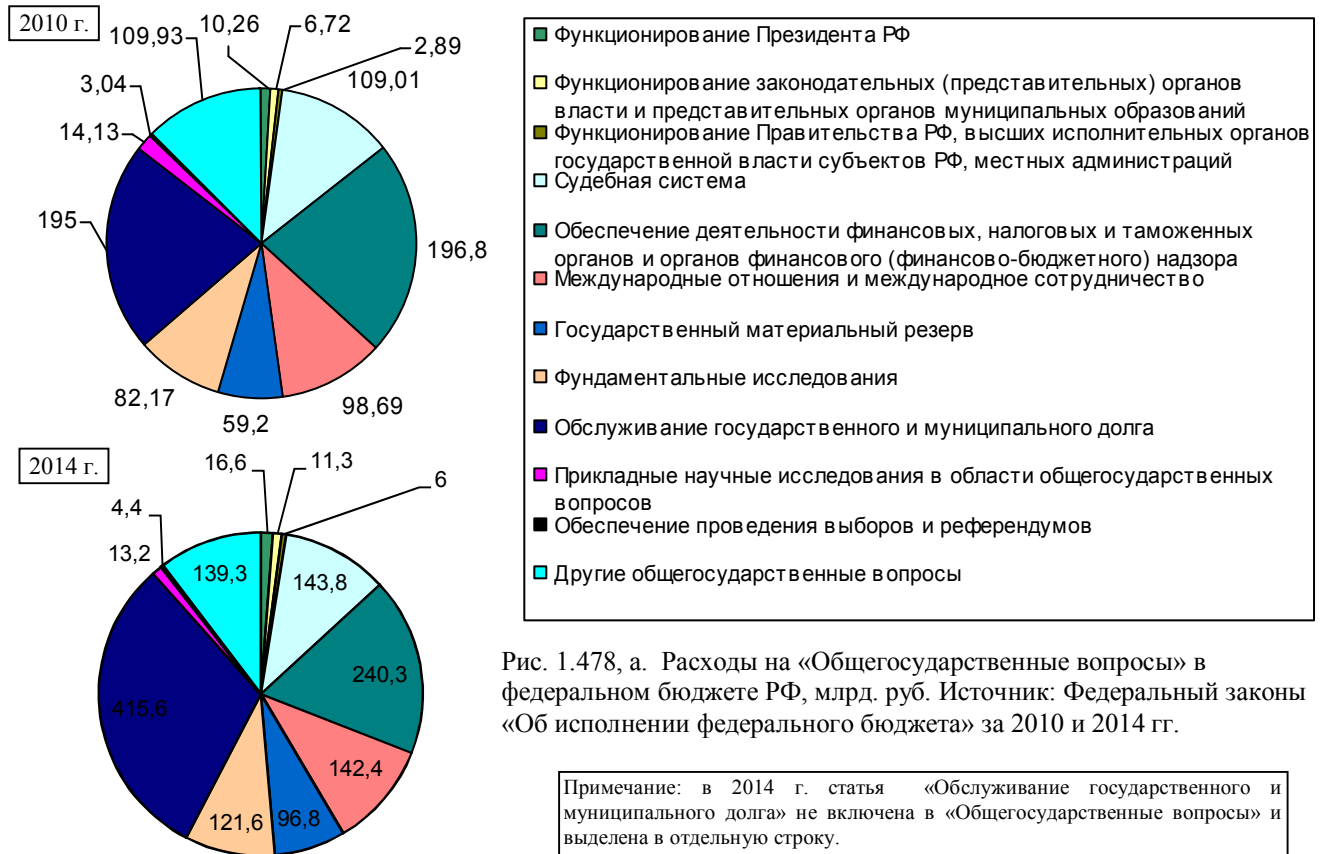 2010 г.
10,26
6,72
2,89
109,93
109,01
3,04
14,13
195
196,8
82,17
59,2
98,69
2014 г.
16,6
11,3
6
4,4
13,2
139,3
143,8
240,3
415,6
142,4
121,6
96,8
Функционирование Президента РФ
Функционирование законодательных (представительных) органов
власти и представительных органов муниципальных образований
Функционирование Правительства РФ, высших исполнительных органов
государственной власти субъектов РФ, местных администраций
Судебная система
Обеспечение деятельности финансовых, налоговых и таможенных
органов и органов финансового (финансово-бюджетного) надзора
Международные отношения и международное сотрудничество
Государственный материальный резерв
Фундаментальные исследования
Обслуживание государственного и муниципального долга
Прикладные научные исследования в области общегосударственных
вопросов
Обеспечение проведения выборов и референдумов
Другие общегосударственные вопросы
Рис. 1.478, а. Расходы на «Общегосударственные вопросы» в
федеральном бюджете РФ, млрд. руб. Источник: Федеральный законы
«Об исполнении федерального бюджета» за 2010 и 2014 гг.
Примечание: в 2014 г. статья «Обслуживание государственного и
муниципального долга» не включена в «Общегосударственные вопросы» и
выделена в отдельную строку.